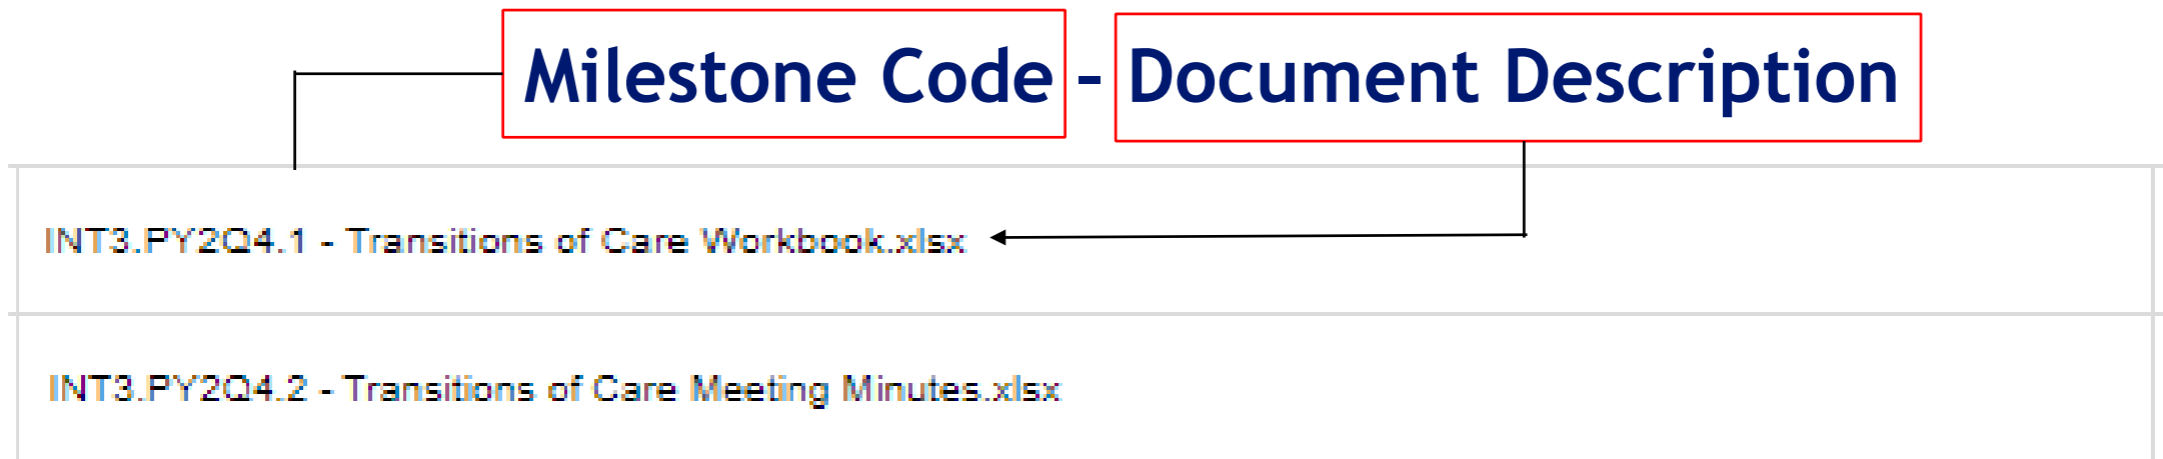 Milestone Code - Document Description
INT3.PY2Q4.1 - Transitions of Care Workbook.xlsx
INT3.PY2Q4.2 - Transitions of Care Meeting Minutes.xlsx